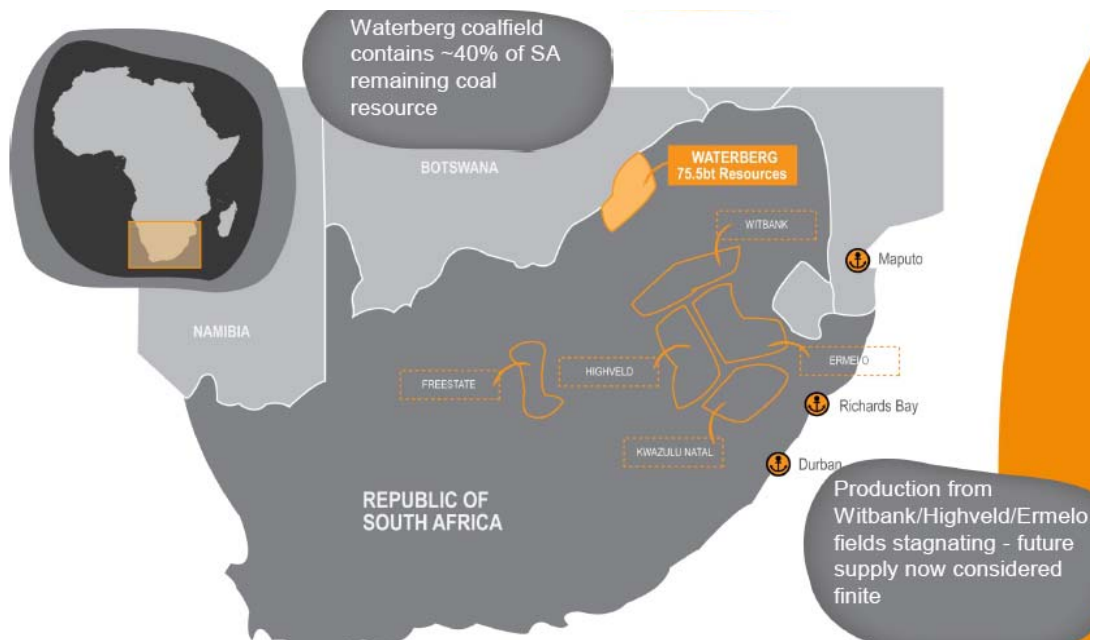 Waterberg coalfield
contains ~40% of SA
remaining coal
resource
BOTSWANA
WATERBERG
75.5bt Resources
WITBANK
Maputo
NAMIBIA
FREESTATE
HIGHVELD
ERMELO
Richards Bay
KWAZULU NATAL
Durban
REPUBLIC OF
SOUTH AFRICA
Production from
Witbank/Highveld/Ermelo
fields stagnating - future
supply now considered
finite